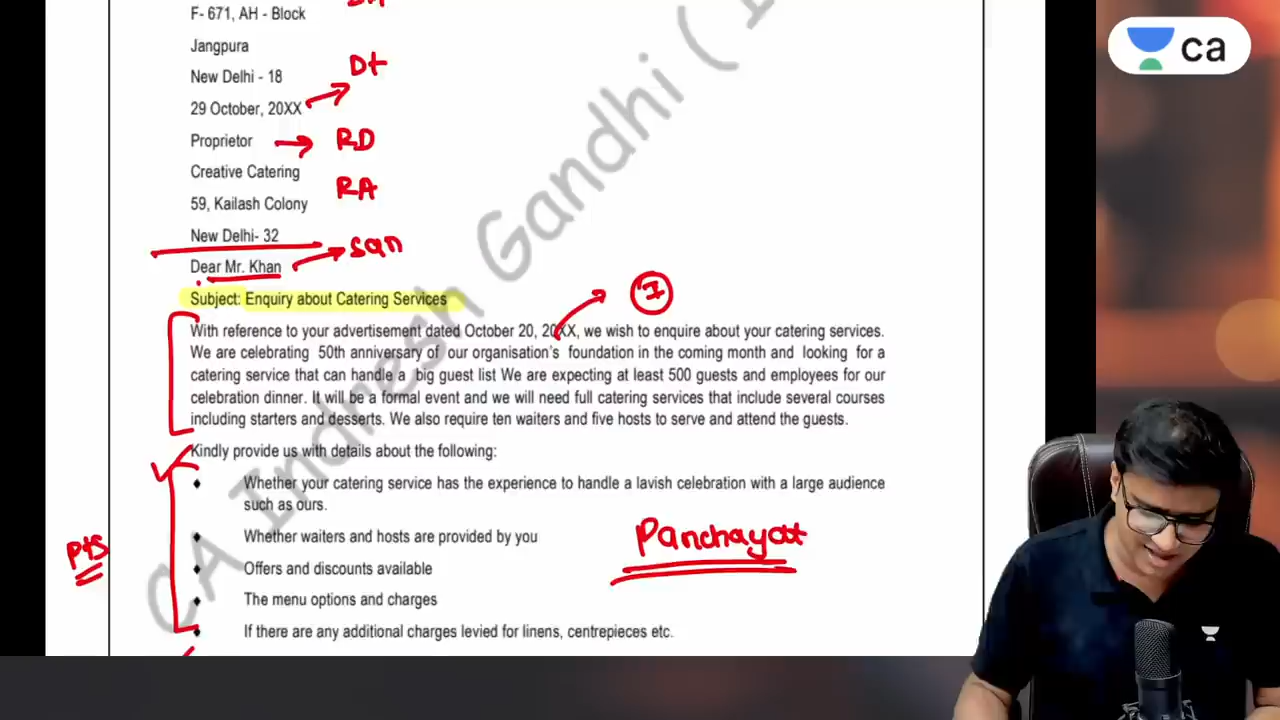 F- 671, AH - Block
Jangpura
New Delhi - 18
Dt
29 October, 20XX
Proprietor
RD
Creative Catering
RA
59, Kailash Colony
New Delhi- 32
Dear Mr. Khan
San
Subject: Enquiry about Catering Services
I
With reference to your advertisement dated October 20, 20XX, we wish to enquire about your catering services.
We are celebrating 50th anniversary of our organisation's foundation in the coming month and looking for a
catering service that can handle a big guest list We are expecting at least 500 guests and employees for our
celebration dinner. It will be a formal event and we will need full catering services that include several courses
including starters and desserts. We also require ten waiters and five hosts to serve and attend the guests.
Kindly provide us with details about the following:
Whether your catering service has the experience to handle a lavish celebration with a large audience
such as ours.
Whether waiters and hosts are provided by you
Panchayat
Pts
Offers and discounts available
The menu options and charges
If there are any additional charges levied for linens, centrepieces etc.
CA Indresh Gandhi (
ca